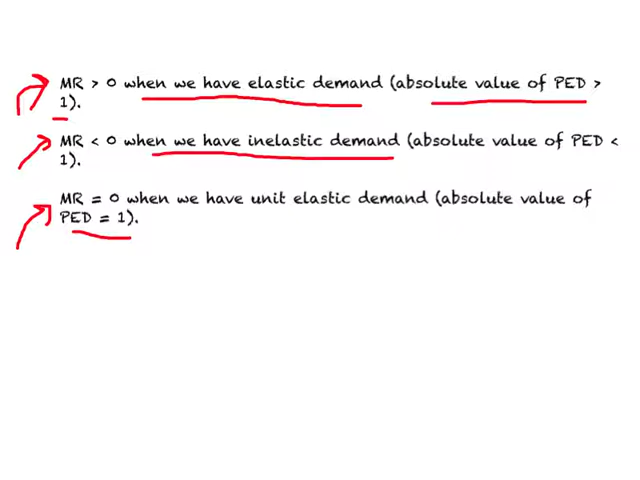 MR > 0 when we have elastic demand (absolute value of PED >
1).
MR < 0 when we have inelastic demand (absolute value of PED <
1).
MR = 0 when we have unit elastic demand (absolute value of
PED = 1).